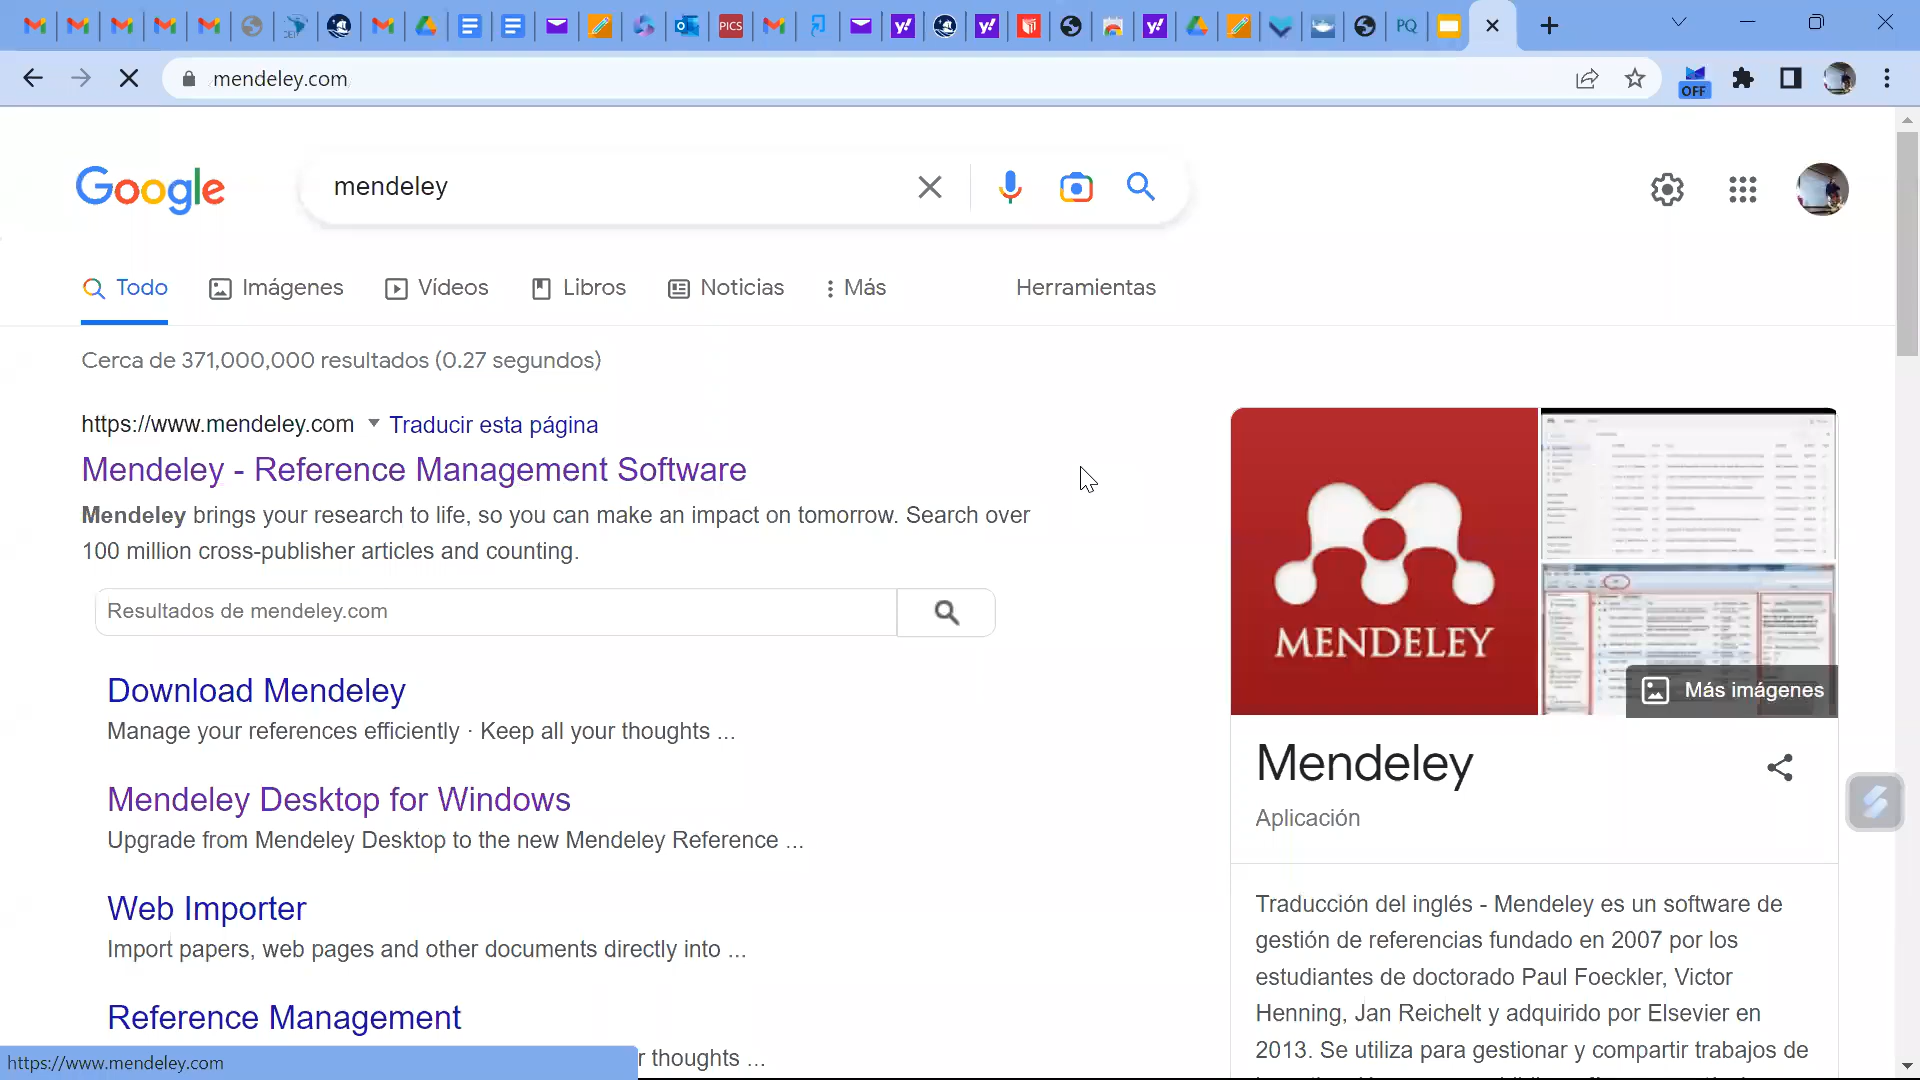 PICS
PQ
mendeley.com
OFF
Google
mendeley
Todo
Imágenes
Vídeos
Libros
Noticias
Más
Herramientas
Cerca de 371,000,000 resultados (0.27 segundos)
https://www.mendeley.com
Traducir esta página
Mendeley - Reference Management Software
Mendeley brings your research to life, so you can make an impact on tomorrow. Search over
100 million cross-publisher articles and counting.
Resultados de mendeley.com
Download Mendeley
Manage your references efficiently · Keep all your thoughts ...
Mendeley Desktop for Windows
Upgrade from Mendeley Desktop to the new Mendeley Reference ...
Web Importer
Import papers, web pages and other documents directly into ...
Reference Management
r thoughts ...
https://www.mendeley.com
MENDELEY
Más imágenes
Mendeley
Aplicación
Traducción del inglés - Mendeley es un software de
gestión de referencias fundado en 2007 por los
estudiantes de doctorado Paul Foeckler, Victor
Henning, Jan Reichelt y adquirido por Elsevier en
2013. Se utiliza para gestionar y compartir trabajos de